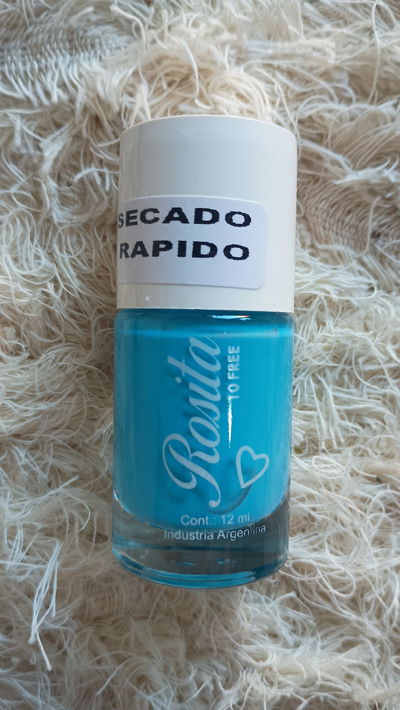 SECADO
RAPIDO
Rosita
10 FREE
Cont.: 12 ml.
Industria Argentina